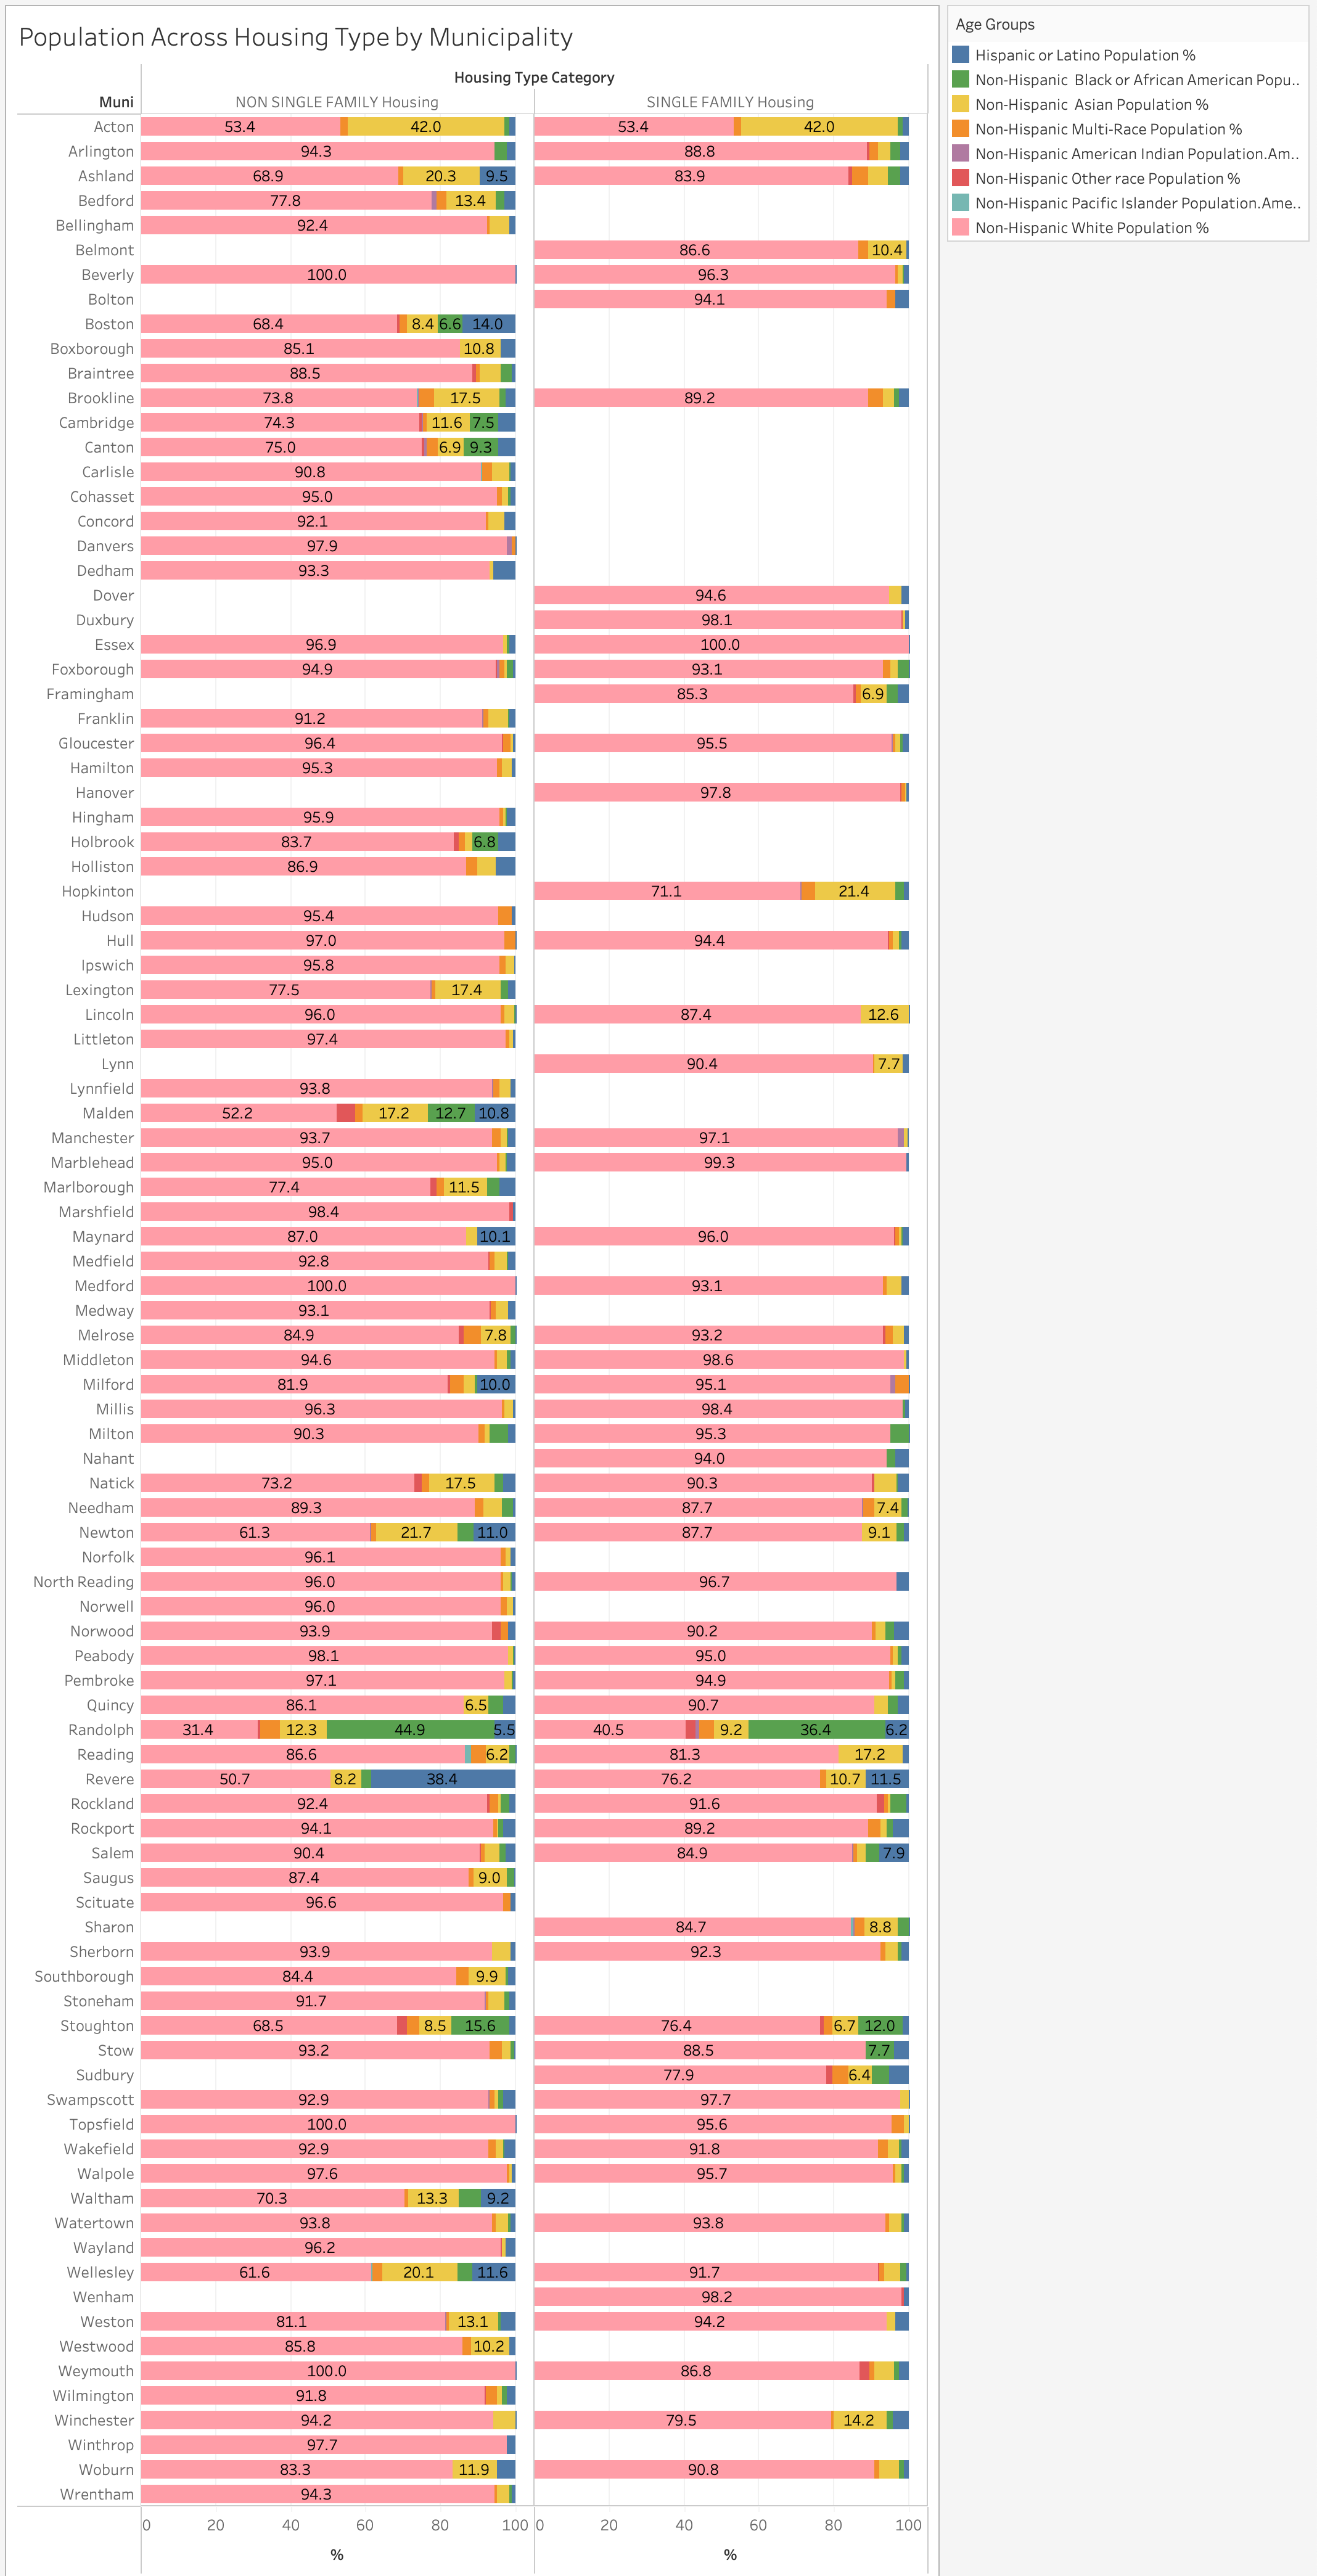 Population Across Housing Type by Municipality
Housing Type Category
Muni NON SINGLE FAMILY Housing SINGLE FAMILY Housing
Acton 53.4 42.0 53.4 42.0
Arlington 94.3 88.8
Ashland 68.9 20.3 9.5 83.9
Bedford 77.8 13.4
Bellingham 92.4
Belmont 86.6 10.4
Beverly 100.0 96.3
Bolton 94.1
Boston 68.4 8.4 6.6 14.0
Boxborough 85.1 10.8
Braintree 88.5
Brookline 73.8 17.5 89.2
Cambridge 74.3 11.6 7.5
Canton 75.0 6.9 9.3
Carlisle 90.8
Cohasset 95.0
Concord 92.1
Danvers 97.9
Dedham 93.3
Dover 94.6
Duxbury 98.1
Essex 96.9 100.0
Foxborough 94.9 93.1
Framingham 85.3 6.9
Franklin 91.2
Gloucester 96.4 95.5
Hamilton 95.3
Hanover 97.8
Hingham 95.9
Holbrook 83.7 6.8
Holliston 86.9
Hopkinton 71.1 21.4
Hudson 95.4
Hull 97.0 94.4
Ipswich 95.8
Lexington 77.5 17.4
Lincoln 96.0 87.4 12.6
Littleton 97.4
Lynn 90.4 7.7
Lynnfield 93.8
Malden 52.2 17.2 12.7 10.8
Manchester 93.7 97.1
Marblehead 95.0 99.3
Marlborough 77.4 11.5
Marshfield 98.4
Maynard 87.0 10.1 96.0
Medfield 92.8
Medford 100.0 93.1
Medway 93.1
Melrose 84.9 7.8 93.2
Middleton 94.6 98.6
Milford 81.9 10.0 95.1
Millis 96.3 98.4
Milton 90.3 95.3
Nahant 94.0
Natick 73.2 17.5 90.3
Needham 89.3 87.7 7.4
Newton 61.3 21.7 11.0 87.7 9.1
Norfolk 96.1
North Reading 96.0 96.7
Norwell 96.0
Norwood 93.9 90.2
Peabody 98.1 95.0
Pembroke 97.1 94.9
Quincy 86.1 6.5 90.7
Randolph 31.4 12.3 44.9 5.5 40.5 9.2 36.4 6.2
Reading 86.6 6.2 81.3 17.2
Revere 50.7 8.2 38.4 76.2 10.7 11.5
Rockland 92.4 91.6
Rockport 94.1 89.2
Salem 90.4 84.9 7.9
Saugus 87.4 9.0
Scituate 96.6
Sharon 84.7 8.8
Sherborn 93.9 92.3
Southborough 84.4 9.9
Stoneham 91.7
Stoughton 68.5 8.5 15.6 76.4 6.7 12.0
Stow 93.2 88.5 7.7
Sudbury 77.9 6.4
Swampscott 92.9 97.7
Topsfield 100.0 95.6
Wakefield 92.9 91.8
Walpole 97.6 95.7
Waltham 70.3 13.3 9.2
Watertown 93.8 93.8
Wayland 96.2
Wellesley 61.6 20.1 11.6 91.7
Wenham 98.2
Weston 81.1 13.1 94.2
Westwood 85.8 10.2
Weymouth 100.0 86.8
Wilmington 91.8
Winchester 94.2 79.5 14.2
Winthrop 97.7
Woburn 83.3 11.9 90.8
Wrentham 94.3
0 20 40 60 80 100 0 20 40 60 80 100
% %
Age Groups
Hispanic or Latino Population %
Non-Hispanic Black or African American Popu..
Non-Hispanic Asian Population %
Non-Hispanic Multi-Race Population %
Non-Hispanic American Indian Population.Am..
Non-Hispanic Other race Population %
Non-Hispanic Pacific Islander Population.Ame..
Non-Hispanic White Population %